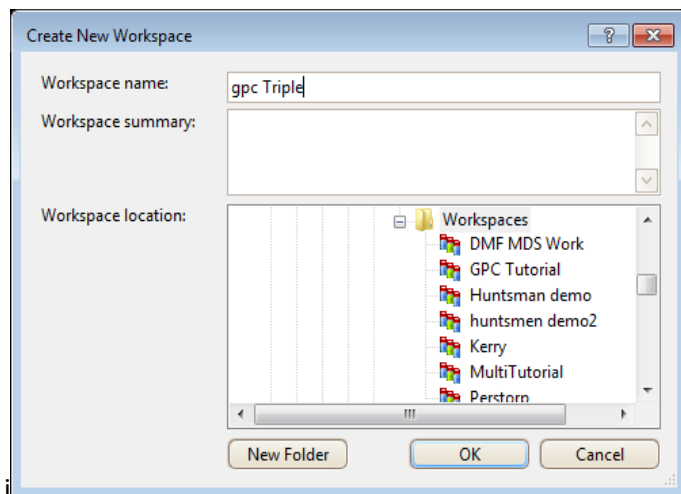 Create New Workspace
Workspace name:
gpc Triple
Workspace summary:
Workspace location:
Workspaces
DMF MDS Work
GPC Tutorial
Huntsman demo
huntsmen demo2
Kerry
MultiTutorial
Perstorp
New Folder
OK
Cancel
i